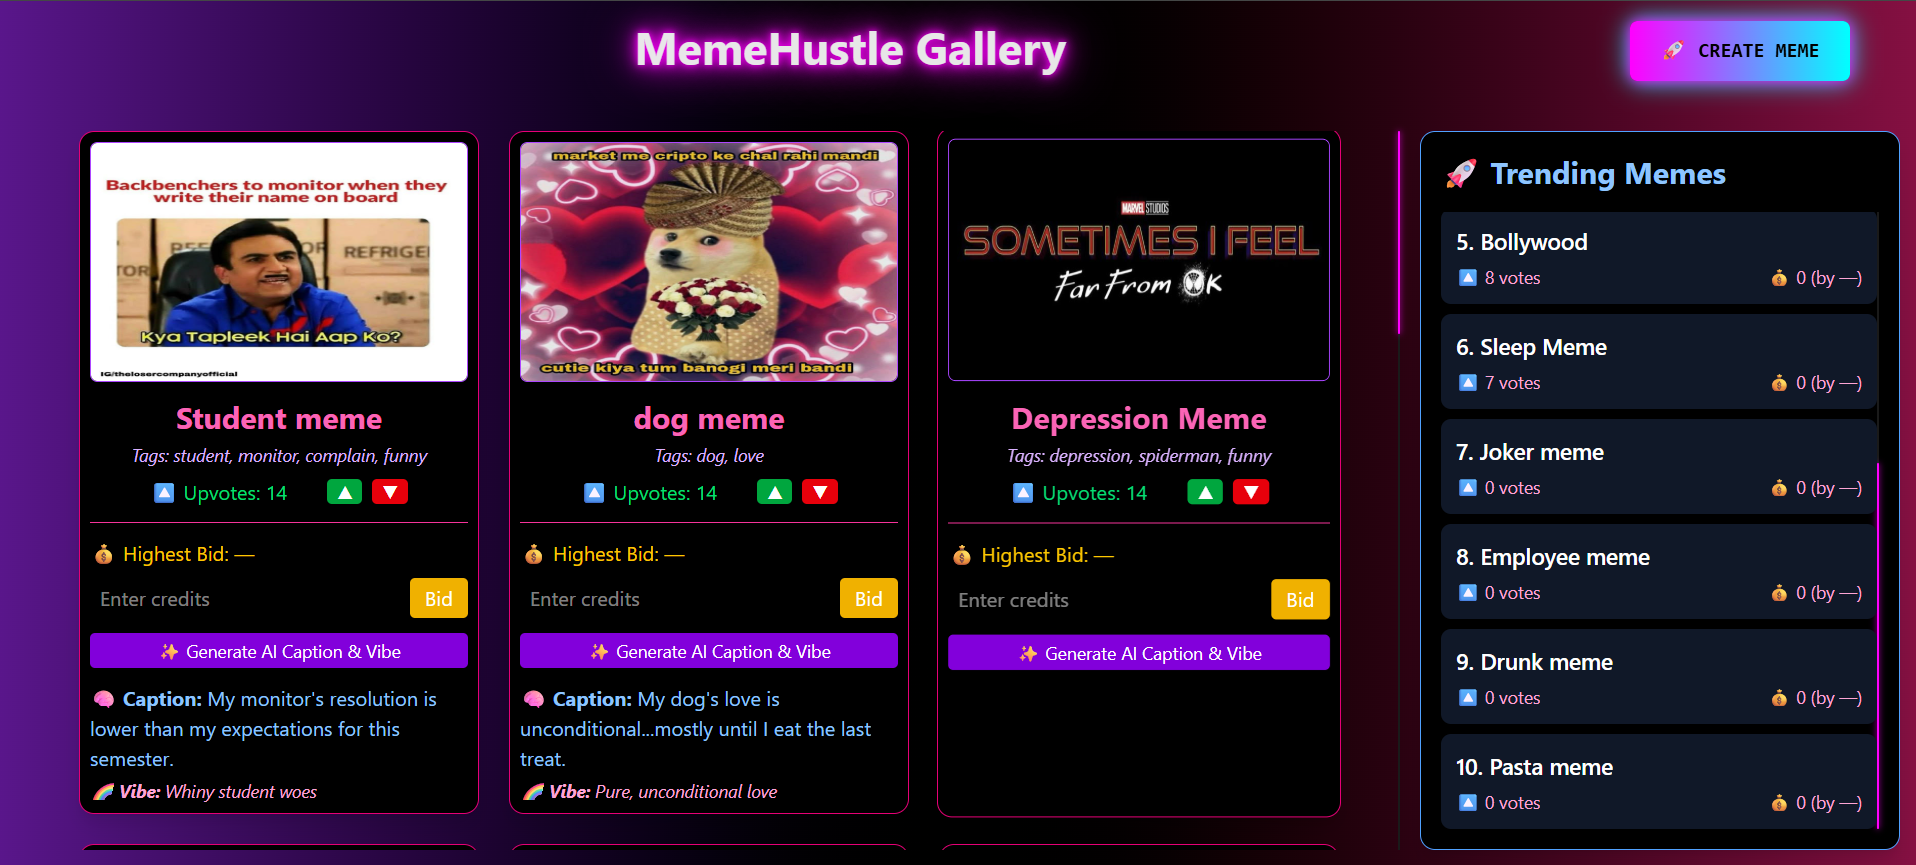 MemeHustle Gallery
🚀 CREATE MEME
Backbenchers to monitor when they
write their name on board
REFRIGE
Kya Tapleek Hai Aap Ko?
IG/thelosercompanyofficial
Student meme
Tags: student, monitor, complain, funny
🔼 Upvotes: 14 ▲ ▼
💰 Highest Bid: —
Enter credits
Bid
✨ Generate AI Caption & Vibe
🧠 Caption: My monitor's resolution is
lower than my expectations for this
semester.
🌈 Vibe: Whiny student woes
market me cripto ke chal rahi mandi
cutie kiya tum banogi meri bandi
dog meme
Tags: dog, love
🔼 Upvotes: 14 ▲ ▼
💰 Highest Bid: —
Enter credits
Bid
✨ Generate AI Caption & Vibe
🧠 Caption: My dog's love is
unconditional...mostly until I eat the last
treat.
🌈 Vibe: Pure, unconditional love
MARVEL STUDIOS
SOMETIMES I FEEL
Far From OK
Depression Meme
Tags: depression, spiderman, funny
🔼 Upvotes: 14 ▲ ▼
💰 Highest Bid: —
Enter credits
Bid
✨ Generate AI Caption & Vibe
🚀 Trending Memes
5. Bollywood
🔼 8 votes
💰 0 (by —)
6. Sleep Meme
🔼 7 votes
💰 0 (by —)
7. Joker meme
🔼 0 votes
💰 0 (by —)
8. Employee meme
🔼 0 votes
💰 0 (by —)
9. Drunk meme
🔼 0 votes
💰 0 (by —)
10. Pasta meme
🔼 0 votes
💰 0 (by —)